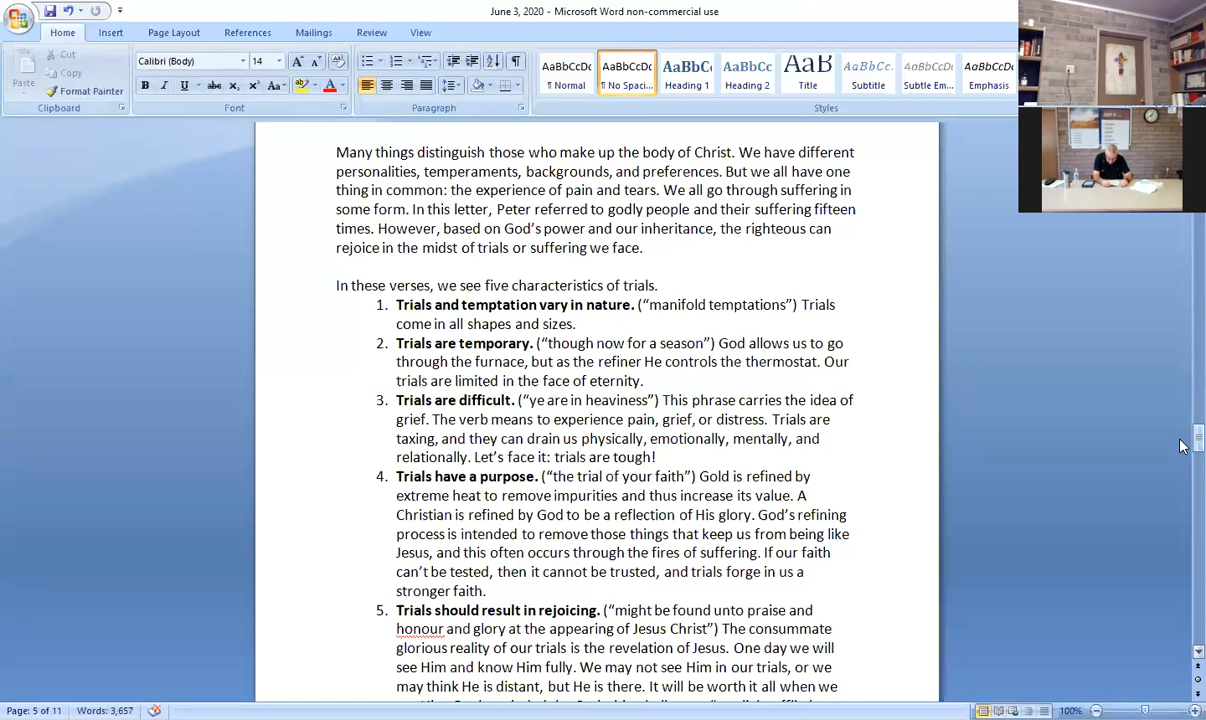 June 3, 2020 - Microsoft Word non-commercial use
Home Insert Page Layout References Mailings Review View
Cut
Copy
Format Painter
Paste
Clipboard
Calibri (Body) 14
Font
Paragraph
AaBbCcDc AaBbCcDc AaBbC AaBbCc AaB AaBbCc. AaBbCcDc AaBbCcDc
¶ Normal ¶ No Spaci... Heading 1 Heading 2 Title Subtitle Subtle Em... Emphasis
Styles
Many things distinguish those who make up the body of Christ. We have different
personalities, temperaments, backgrounds, and preferences. But we all have one
thing in common: the experience of pain and tears. We all go through suffering in
some form. In this letter, Peter referred to godly people and their suffering fifteen
times. However, based on God’s power and our inheritance, the righteous can
rejoice in the midst of trials or suffering we face.
In these verses, we see five characteristics of trials.
1. Trials and temptation vary in nature. (“manifold temptations”) Trials
come in all shapes and sizes.
2. Trials are temporary. (“though now for a season”) God allows us to go
through the furnace, but as the refiner He controls the thermostat. Our
trials are limited in the face of eternity.
3. Trials are difficult. (“ye are in heaviness”) This phrase carries the idea of
grief. The verb means to experience pain, grief, or distress. Trials are
taxing, and they can drain us physically, emotionally, mentally, and
relationally. Let’s face it: trials are tough!
4. Trials have a purpose. (“the trial of your faith”) Gold is refined by
extreme heat to remove impurities and thus increase its value. A
Christian is refined by God to be a reflection of His glory. God’s refining
process is intended to remove those things that keep us from being like
Jesus, and this often occurs through the fires of suffering. If our faith
can’t be tested, then it cannot be trusted, and trials forge in us a
stronger faith.
5. Trials should result in rejoicing. (“might be found unto praise and
honour and glory at the appearing of Jesus Christ”) The consummate
glorious reality of our trials is the revelation of Jesus. One day we will
see Him and know Him fully. We may not see Him in our trials, or we
may think He is distant, but He is there. It will be worth it all when we
Page: 5 of 11 Words: 3,657 100%